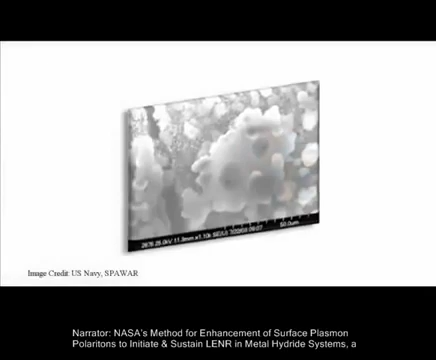 Image Credit: US Navy, SPAWAR
Narrator: NASA's Method for Enhancement of Surface Plasmon
Polaritons to Initiate & Sustain LENR in Metal Hydride Systems, a